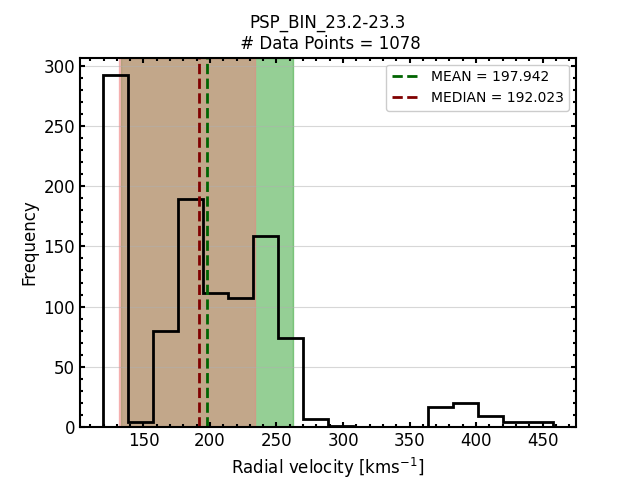 PSP_BIN_23.2-23.3
# Data Points = 1078
MEAN = 197.942
MEDIAN = 192.023
300
250
200
150
100
50
0
Frequency
150 200 250 300 350 400 450
Radial velocity [kms⁻¹]